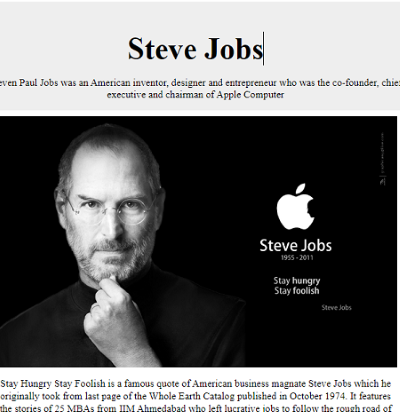 Steve Jobs
even Paul Jobs was an American inventor, designer and entrepreneur who was the co-founder, chie
executive and chairman of Apple Computer
Steve Jobs
1955 - 2011
Stay hungry
Stay foolish
Steve Jobs
Stay Hungry Stay Foolish is a famous quote of American business magnate Steve Jobs which he
originally took from last page of the Whole Earth Catalog published in October 1974. It features
the stories of 25 MBAs from IIM Ahmedabad who left lucrative jobs to follow the rough road of